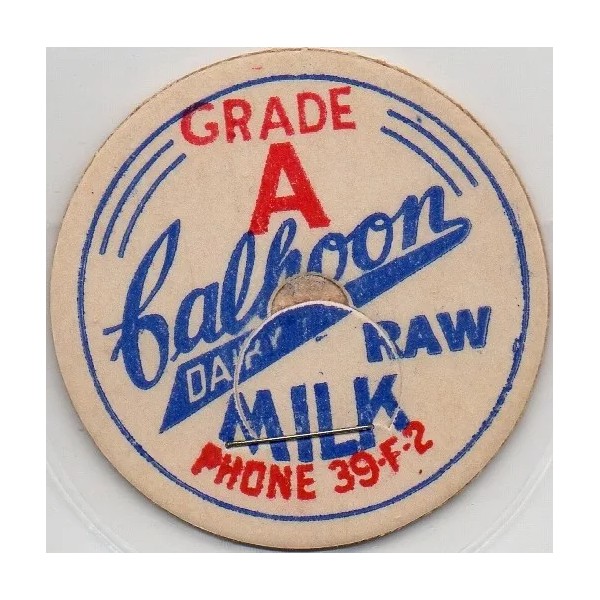 GRADE
A
Calhoon
DAIRY
RAW
MILK
PHONE 39-F-2